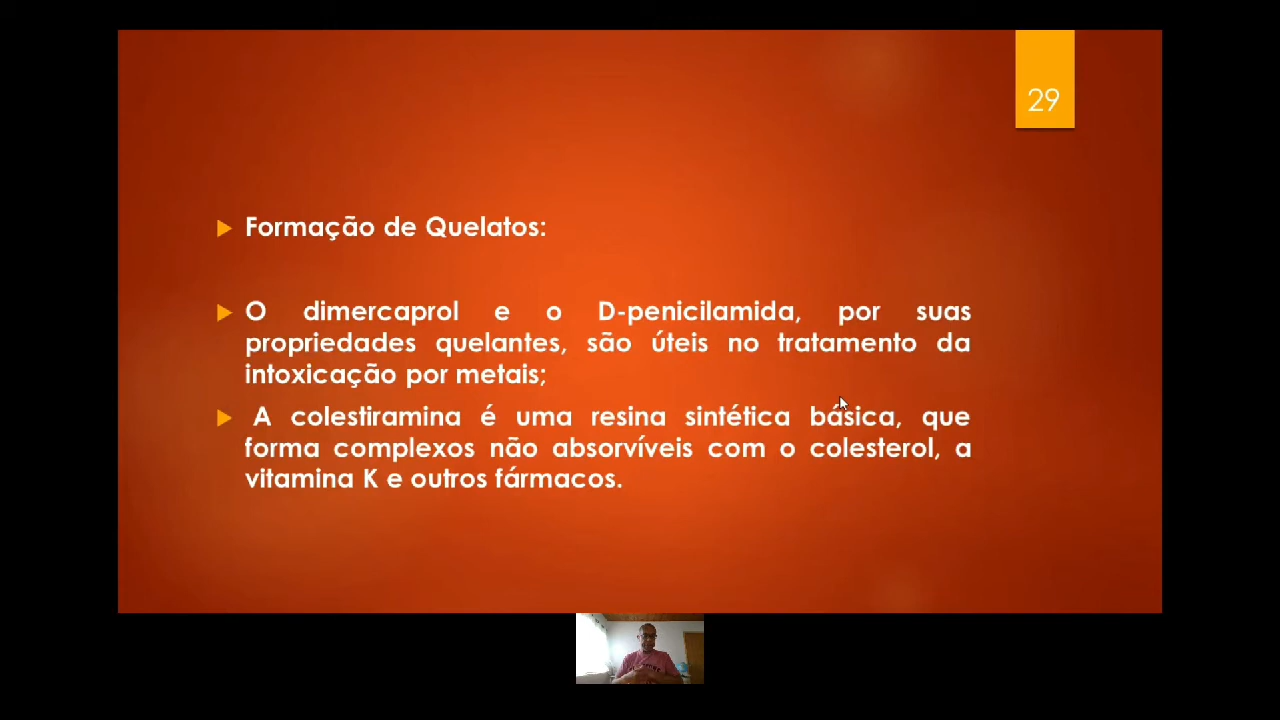 29
Formação de Quelatos:
O dimercaprol e o D-penicilamida, por suas
propriedades quelantes, são úteis no tratamento da
intoxicação por metais;
A colestiramina é uma resina sintética básica, que
forma complexos não absorvíveis com o colesterol, a
vitamina K e outros fármacos.